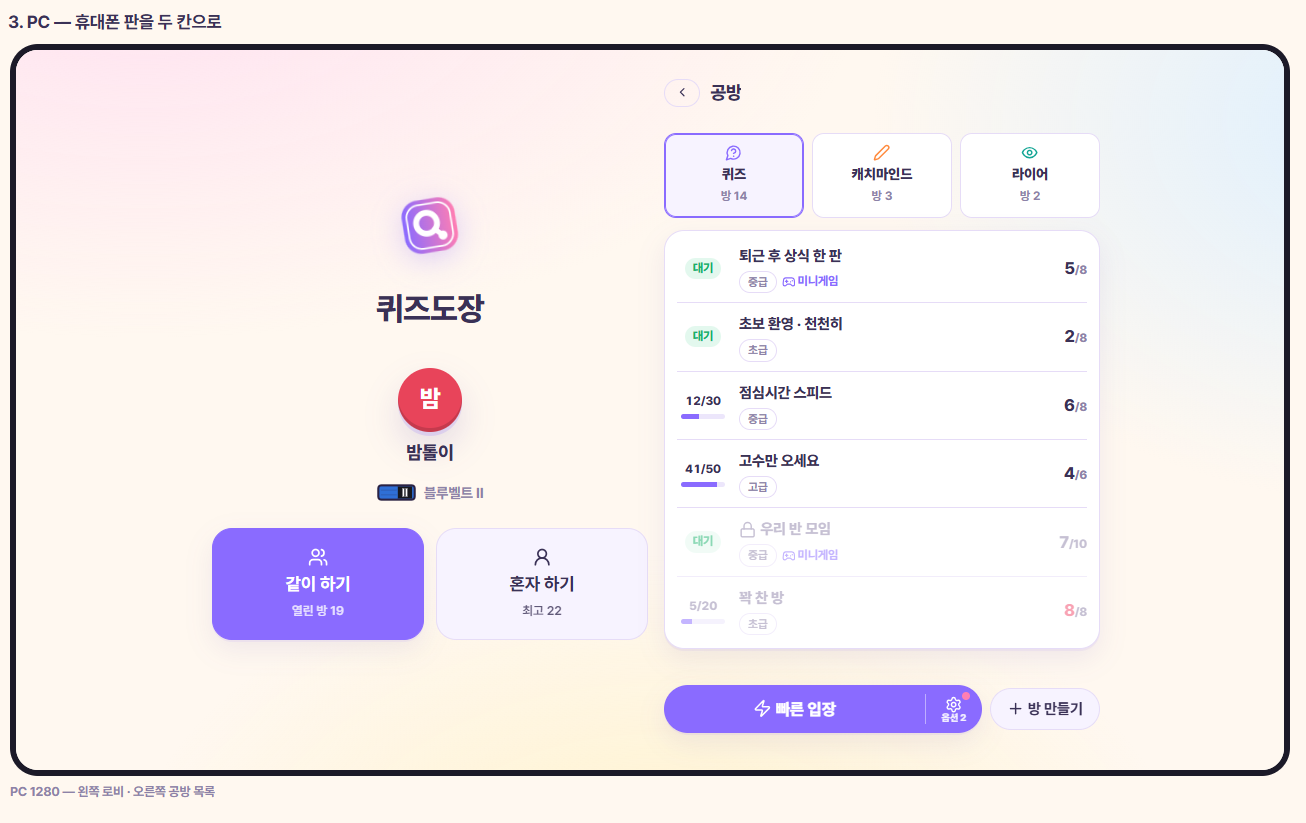 3. PC — 휴대폰 판을 두 칸으로
퀴즈도장
밤
밤톨이
II 블루벨트 II
같이 하기
열린 방 19
혼자 하기
최고 22
공방
퀴즈
방 14
캐치마인드
방 3
라이어
방 2
대기
퇴근 후 상식 한 판
중급 미니게임
5/8
대기
초보 환영 · 천천히
초급
2/8
12/30
점심시간 스피드
중급
6/8
41/50
고수만 오세요
고급
4/6
대기
우리 반 모임
중급 미니게임
7/10
5/20
꽉 찬 방
초급
8/8
빠른 입장
옵션 2
+ 방 만들기
PC 1280 — 왼쪽 로비 · 오른쪽 공방 목록